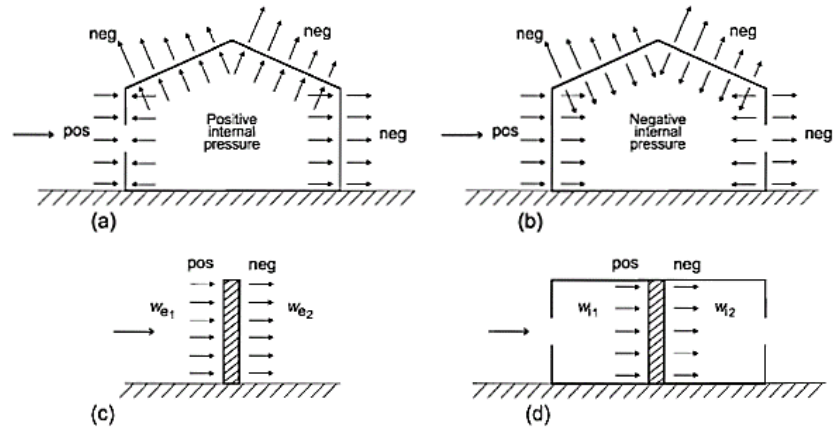 neg
neg
pos
Positive
internal
pressure
neg
(a)
neg
neg
pos
Negative
internal
pressure
neg
(b)
pos
neg
we1
we2
(c)
pos
neg
wi1
wi2
(d)